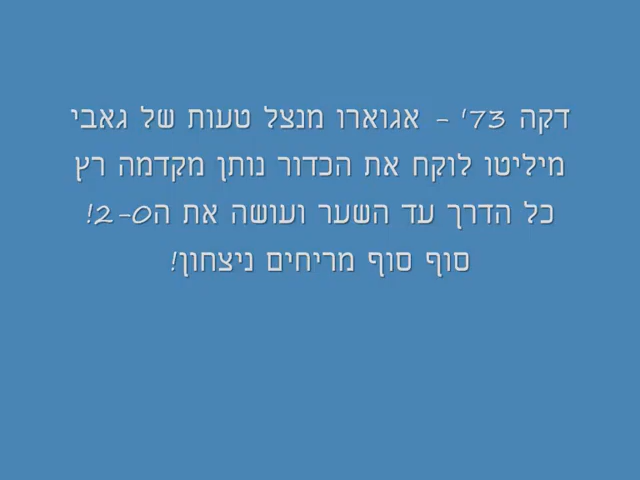 דקה 73' - אגוארו מנצל טעות של גאבי
מיליטו לוקח את הכדור נותן מקדמה רץ
כל הדרך עד השער ועושה את ה2-0!
סוף סוף מריחים ניצחון!